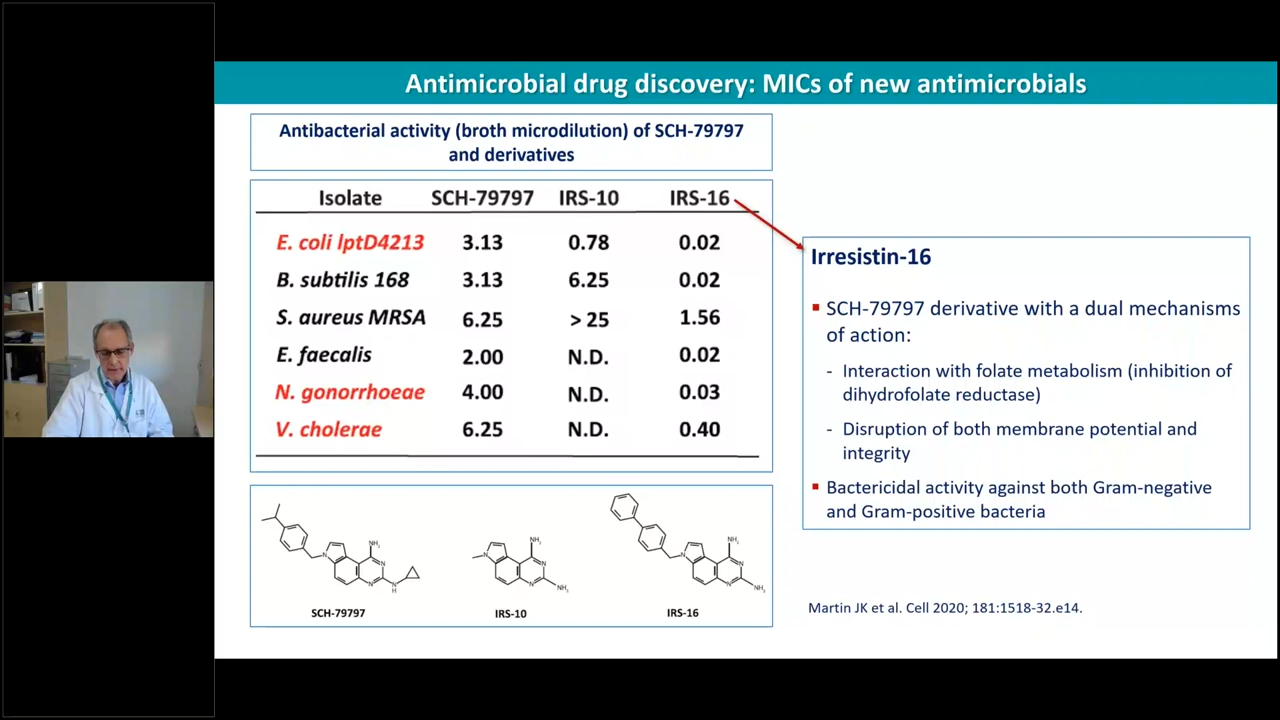 Antimicrobial drug discovery: MICs of new antimicrobials
Antibacterial activity (broth microdilution) of SCH-79797
and derivatives
Isolate SCH-79797 IRS-10 IRS-16
E. coli lptD4213 3.13 0.78 0.02
B. subtilis 168 3.13 6.25 0.02
S. aureus MRSA 6.25 > 25 1.56
E. faecalis 2.00 N.D. 0.02
N. gonorrhoeae 4.00 N.D. 0.03
V. cholerae 6.25 N.D. 0.40
NH₂
N
N
N
N
H
SCH-79797
NH₂
N
N
N
NH₂
IRS-10
NH₂
N
N
N
NH₂
IRS-16
Irresistin-16
▪ SCH-79797 derivative with a dual mechanisms
of action:
- Interaction with folate metabolism (inhibition of
dihydrofolate reductase)
- Disruption of both membrane potential and
integrity
▪ Bactericidal activity against both Gram-negative
and Gram-positive bacteria
Martin JK et al. Cell 2020; 181:1518-32.e14.